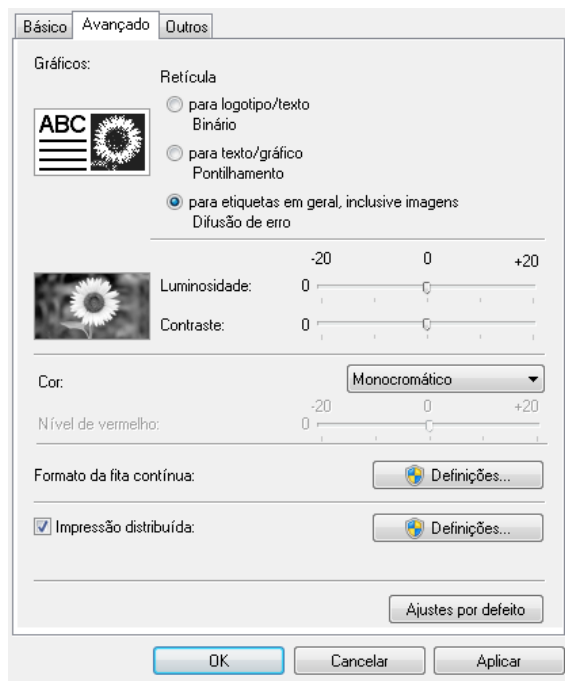 Básico Avançado Outros
Gráficos:
Retícula
ABC
para logotipo/texto
Binário
para texto/gráfico
Pontilhamento
para etiquetas em geral, inclusive imagens
Difusão de erro
-20 0 +20
Luminosidade: 0
Contraste: 0
Cor: Monocromático
-20 0 +20
Nível de vermelho: 0
Formato da fita contínua: Definições...
Impressão distribuída: Definições...
Ajustes por defeito
OK Cancelar Aplicar